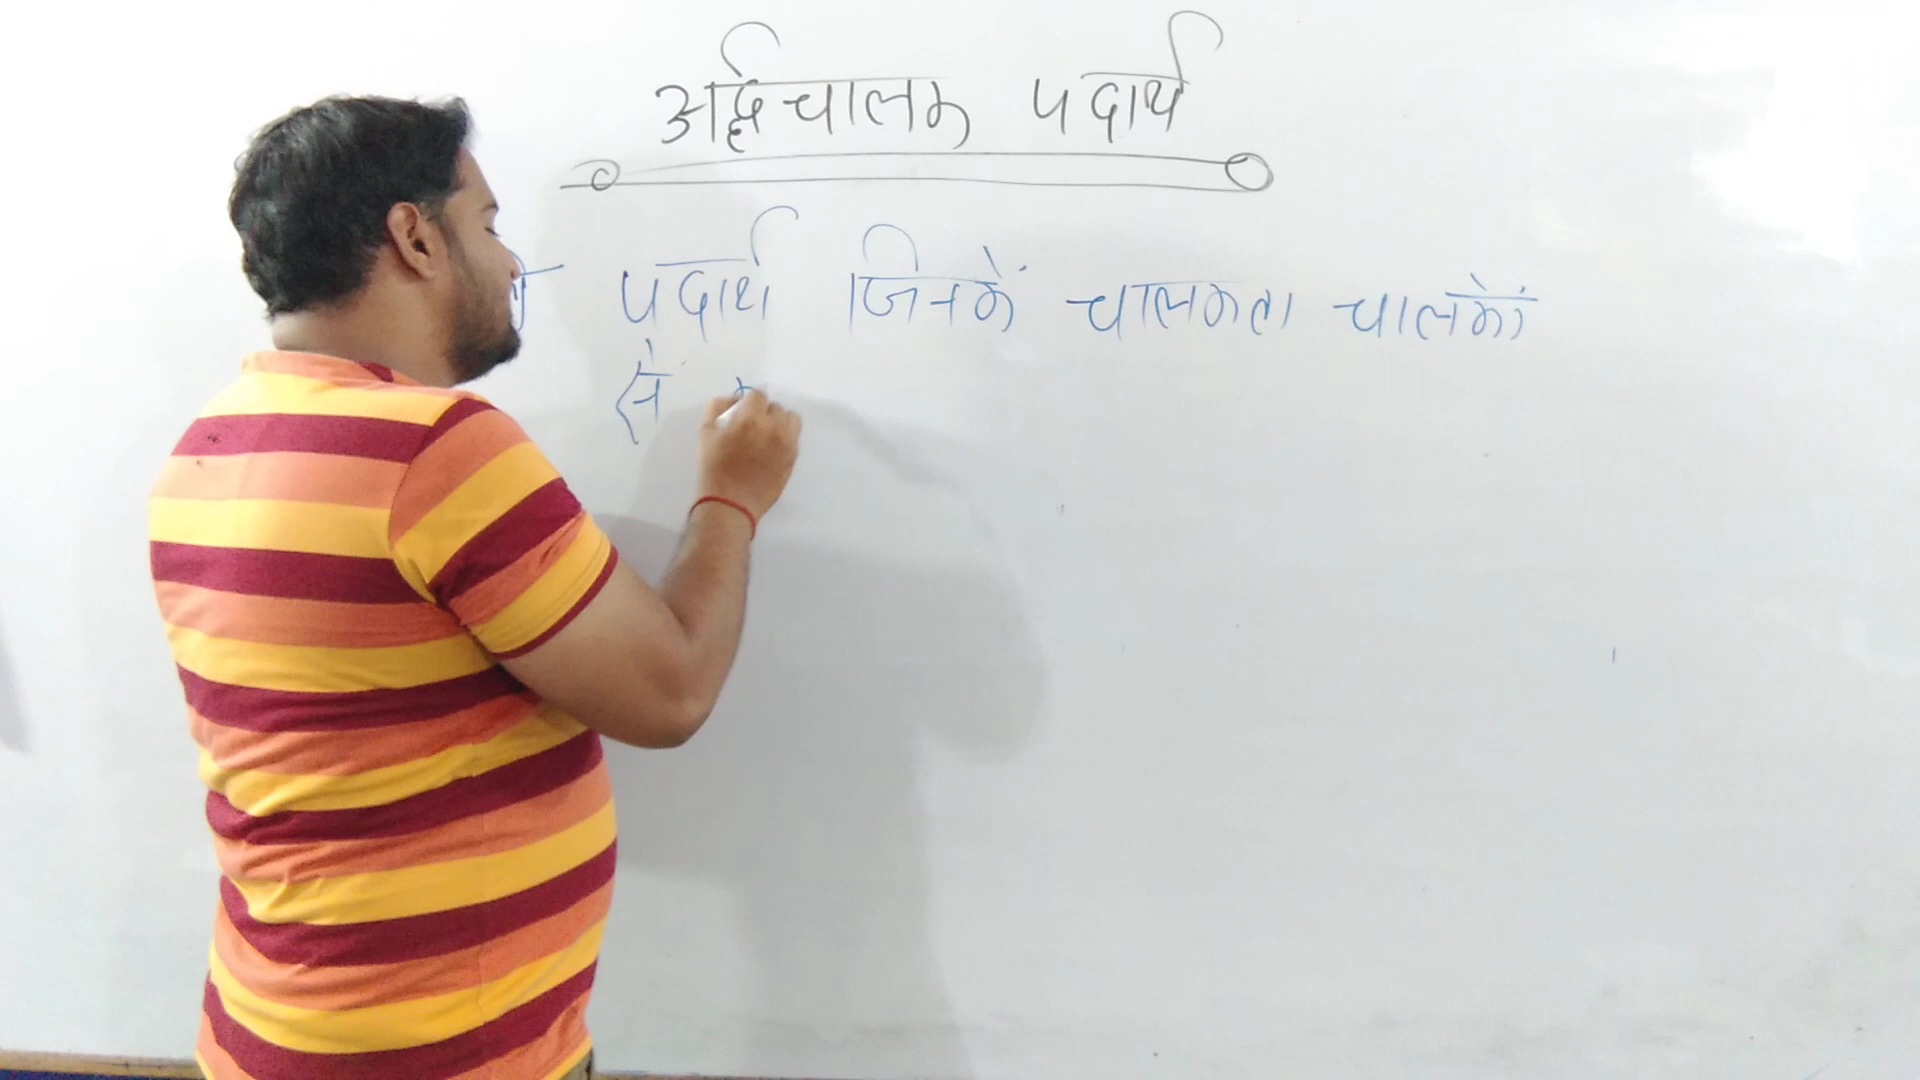 अर्द्धचालक पदार्थ
पदार्थ जिनकें चालकता चालकों
से